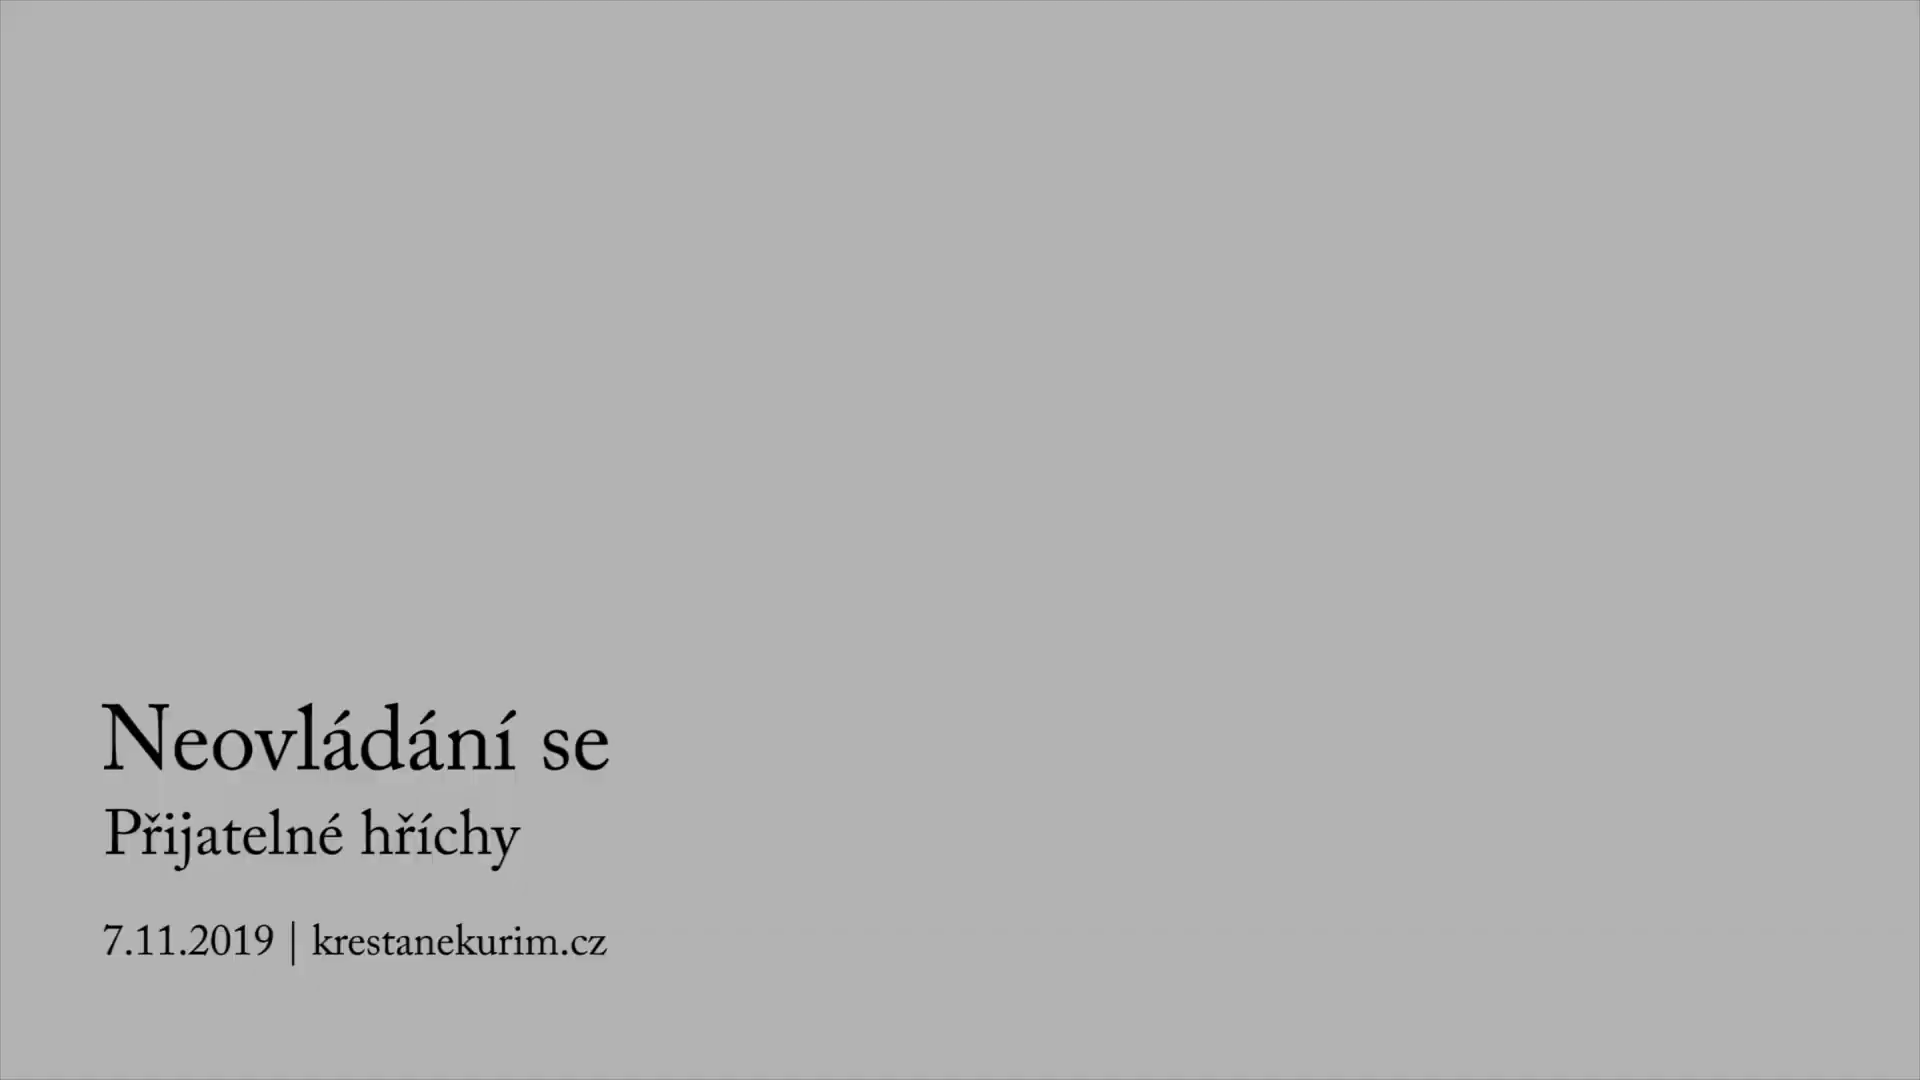 Neovládání se
Přijatelné hříchy
7.11.2019 | krestanekurim.cz